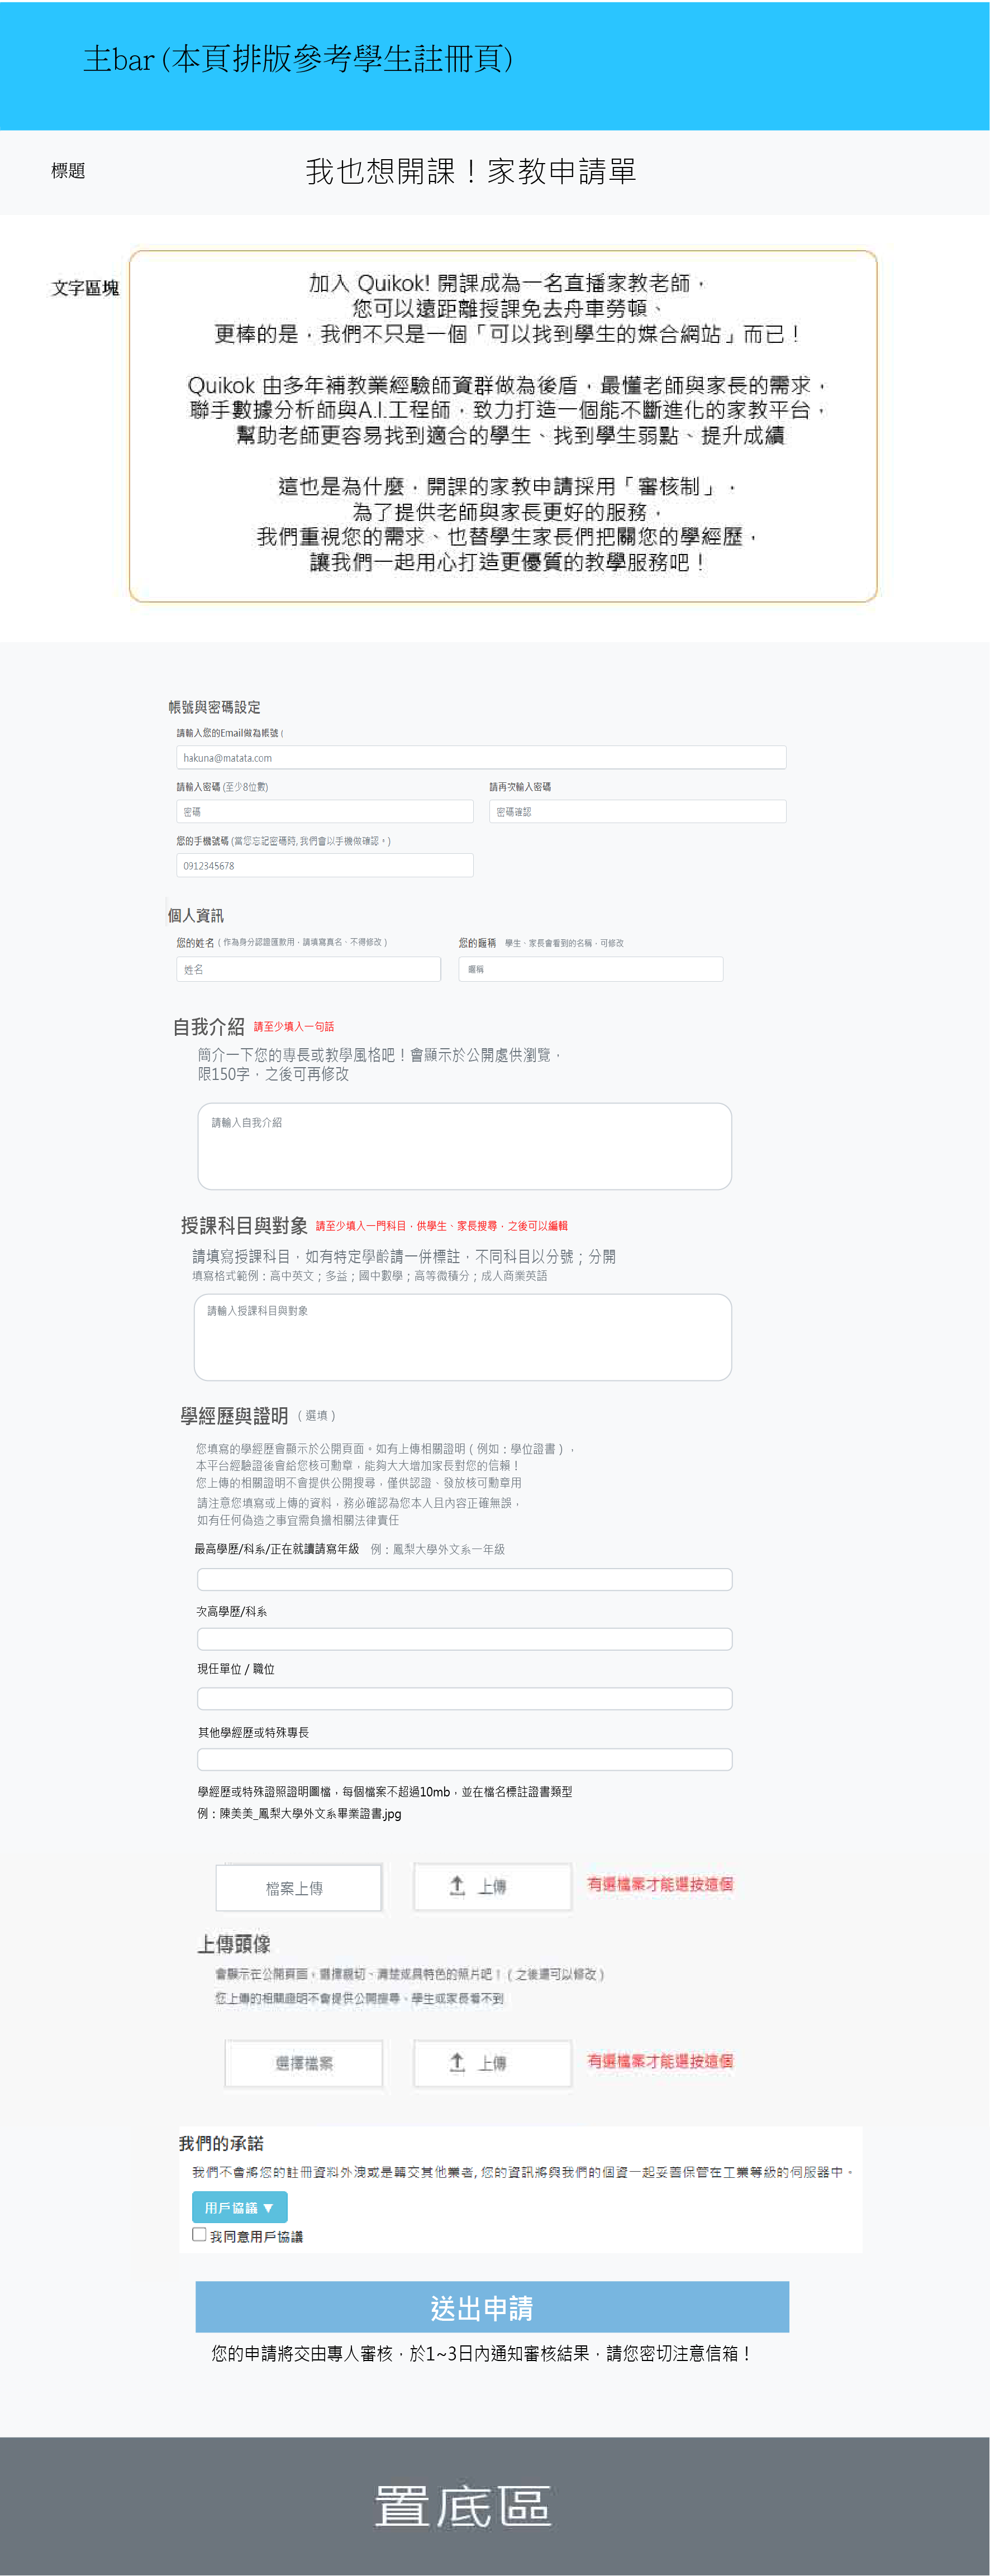 主bar (本頁排版參考學生註冊頁)
標題
我也想開課！家教申請單
文字區塊
加入 Quikok! 開課成為一名直播家教老師，
您可以遠距離授課免去舟車勞頓、
更棒的是，我們不只是一個「可以找到學生的媒合網站」而已！
Quikok 由多年補教業經驗師資群做為後盾，最懂老師與家長的需求，
聯手數據分析師與A.I.工程師，致力打造一個能不斷進化的家教平台，
幫助老師更容易找到適合的學生、找到學生弱點、提升成績
這也是為什麼，開課的家教申請採用「審核制」，
為了提供老師與家長更好的服務，
我們重視您的需求、也替學生家長們把關您的學經歷，
讓我們一起用心打造更優質的教學服務吧！
帳號與密碼設定
請輸入您的Email做為帳號 (
hakuna@matata.com
請輸入密碼 (至少8位數)
請再次輸入密碼
密碼
密碼確認
您的手機號碼 (當您忘記密碼時, 我們會以手機做確認。)
0912345678
個人資訊
您的姓名（作為身分認證匯款用，請填寫真名、不得修改）
您的暱稱 學生、家長會看到的名稱，可修改
姓名
暱稱
自我介紹 請至少填入一句話
簡介一下您的專長或教學風格吧！會顯示於公開處供瀏覽，
限150字，之後可再修改
請輸入自我介紹
授課科目與對象 請至少填入一門科目，供學生、家長搜尋，之後可以編輯
請填寫授課科目，如有特定學齡請一併標註，不同科目以分號；分開
填寫格式範例：高中英文；多益；國中數學；高等微積分；成人商業英語
請輸入授課科目與對象
學經歷與證明 （選填）
您填寫的學經歷會顯示於公開頁面。如有上傳相關證明（例如：學位證書），
本平台經驗證後會給您核可勳章，能夠大大增加家長對您的信賴！
您上傳的相關證明不會提供公開搜尋，僅供認證、發放核可勳章用
請注意您填寫或上傳的資料，務必確認為您本人且內容正確無誤，
如有任何偽造之事宜需負擔相關法律責任
最高學歷/科系/正在就讀請寫年級 例：鳳梨大學外文系一年級
次高學歷/科系
現任單位 / 職位
其他學經歷或特殊專長
學經歷或特殊證照證明圖檔，每個檔案不超過10mb，並在檔名標註證書類型
例：陳美美_鳳梨大學外文系畢業證書.jpg
檔案上傳
上傳
有選檔案才能選按這個
上傳頭像
會顯示在公開頁面，選擇親切、清楚或具特色的照片吧！（之後還可以修改）
您上傳的相關證明不會提供公開搜尋、學生或家長看不到
選擇檔案
上傳
有選檔案才能選按這個
我們的承諾
我們不會將您的註冊資料外洩或是轉交其他業者, 您的資訊將與我們的個資一起妥善保管在工業等級的伺服器中。
用戶協議 ▼
我同意用戶協議
送出申請
您的申請將交由專人審核，於1~3日內通知審核結果，請您密切注意信箱！
置底區